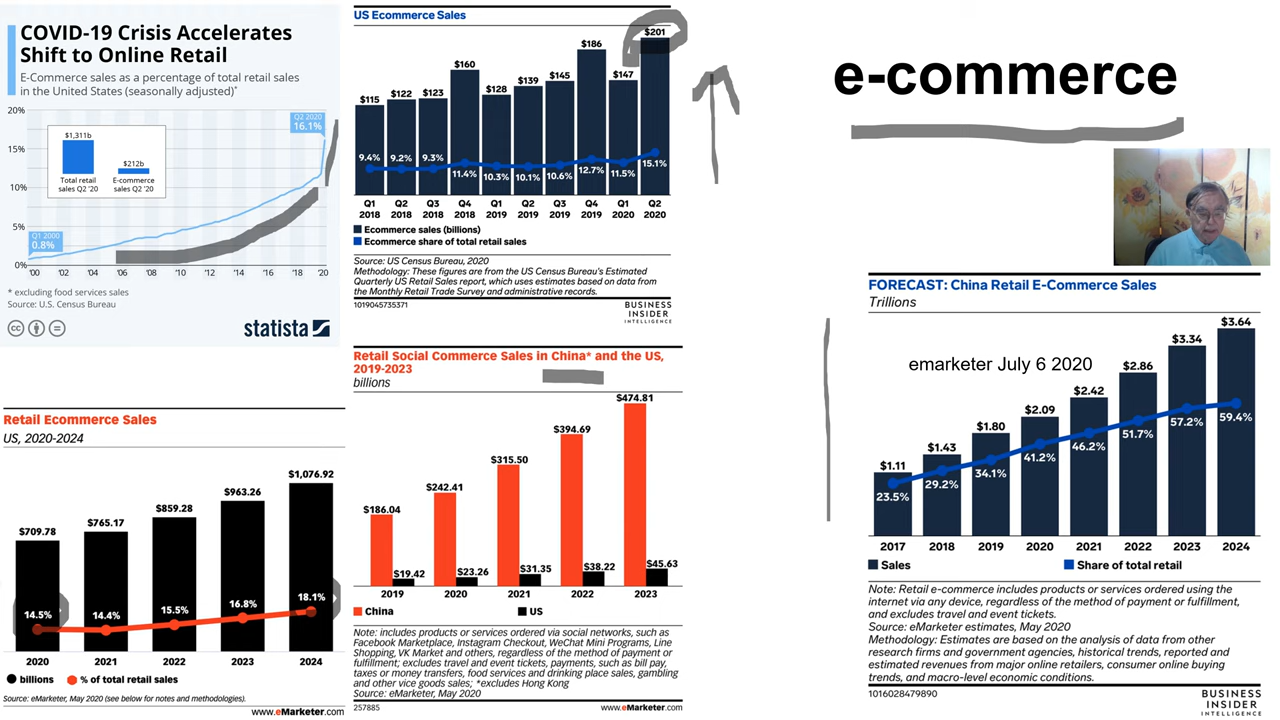 COVID-19 Crisis Accelerates
Shift to Online Retail
E-Commerce sales as a percentage of total retail sales
in the United States (seasonally adjusted)*
20%
15%
10%
5%
0%
$1,311b
$212b
Total retail
sales Q2 '20
E-commerce
sales Q2 '20
Q2 2020
16.1%
Q1 2000
0.8%
'00 '02 '04 '06 '08 '10 '12 '14 '16 '18 '20
* excluding food services sales
Source: U.S. Census Bureau
cc
statista
US Ecommerce Sales
$115 $122 $123 $160 $128 $139 $145 $186 $147 $201
9.4% 9.2% 9.3% 11.4% 10.3% 10.1% 10.6% 12.7% 11.5% 15.1%
Q1 Q2 Q3 Q4 Q1 Q2 Q3 Q4 Q1 Q2
2018 2018 2018 2018 2019 2019 2019 2019 2020 2020
Ecommerce sales (billions)
Ecommerce share of total retail sales
Source: US Census Bureau, 2020
Methodology: These figures are from the US Census Bureau's Estimated
Quarterly US Retail Sales report, which uses estimates based on data from
the Monthly Retail Trade Survey and administrative records.
1019045735371
BUSINESS
INSIDER
INTELLIGENCE
e-commerce
Retail Ecommerce Sales
US, 2020-2024
$709.78 $765.17 $859.28 $963.26 $1,076.92
14.5% 14.4% 15.5% 16.8% 18.1%
2020 2021 2022 2023 2024
billions % of total retail sales
Source: eMarketer, May 2020 (see below for notes and methodologies).
www.eMarketer.com
Retail Social Commerce Sales in China* and the US,
2019-2023
billions
$186.04 $242.41 $315.50 $394.69 $474.81
$19.42 $23.26 $31.35 $38.22 $45.63
2019 2020 2021 2022 2023
China US
Note: includes products or services ordered via social networks, such as
Facebook Marketplace, Instagram Checkout, WeChat Mini Programs, Line
Shopping, VK Market and others, regardless of the method of payment or
fulfillment; excludes travel and event tickets, payments, such as bill pay,
taxes or money transfers, food services and drinking place sales, gambling
and other vice goods sales; *excludes Hong Kong
Source: eMarketer, May 2020
257885
www.eMarketer.com
FORECAST: China Retail E-Commerce Sales
Trillions
emarketer July 6 2020
$1.11 $1.43 $1.80 $2.09 $2.42 $2.86 $3.34 $3.64
23.5% 29.2% 34.1% 41.2% 46.2% 51.7% 57.2% 59.4%
2017 2018 2019 2020 2021 2022 2023 2024
Sales Share of total retail
Note: Retail e-commerce includes products or services ordered using the
internet via any device, regardless of the method of payment or fulfillment,
and excludes travel and event tickets.
Source: eMarketer estimates, May 2020
Methodology: Estimates are based on the analysis of data from other
research firms and government agencies, historical trends, reported and
estimated revenues from major online retailers, consumer online buying
trends, and macro-level economic conditions.
1016028479890
BUSINESS
INSIDER
INTELLIGENCE